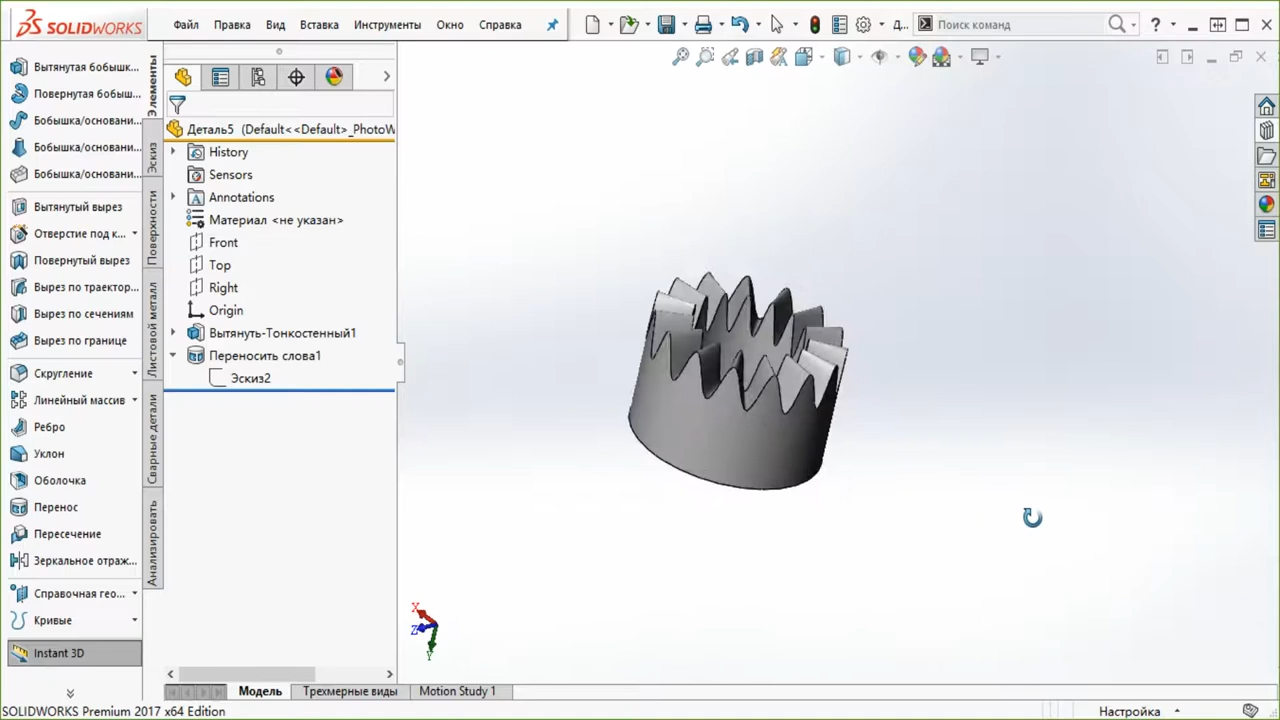 SOLIDWORKS
Файл Правка Вид Вставка Инструменты Окно Справка
Д...
Поиск команд
?
Вытянутая бобышк...
Повернутая бобыш...
Бобышка/основани...
Бобышка/основани...
Бобышка/основани...
Вытянутый вырез
Отверстие под к...
Повернутый вырез
Вырез по траектор...
Вырез по сечениям
Вырез по границе
Скругление
Линейный массив
Ребро
Уклон
Оболочка
Перенос
Пересечение
Зеркальное отраж...
Справочная гео...
Кривые
Instant 3D
Элементы
Эскиз
Поверхности
Листовой металл
Сварные детали
Анализировать
Деталь5 (Default<<Default>_PhotoW
History
Sensors
Annotations
Материал <не указан>
Front
Top
Right
Origin
Вытянуть-Тонкостенный1
Переносить слова1
Эскиз2
X
Z
Y
Модель Трехмерные виды Motion Study 1
SOLIDWORKS Premium 2017 x64 Edition
Настройка